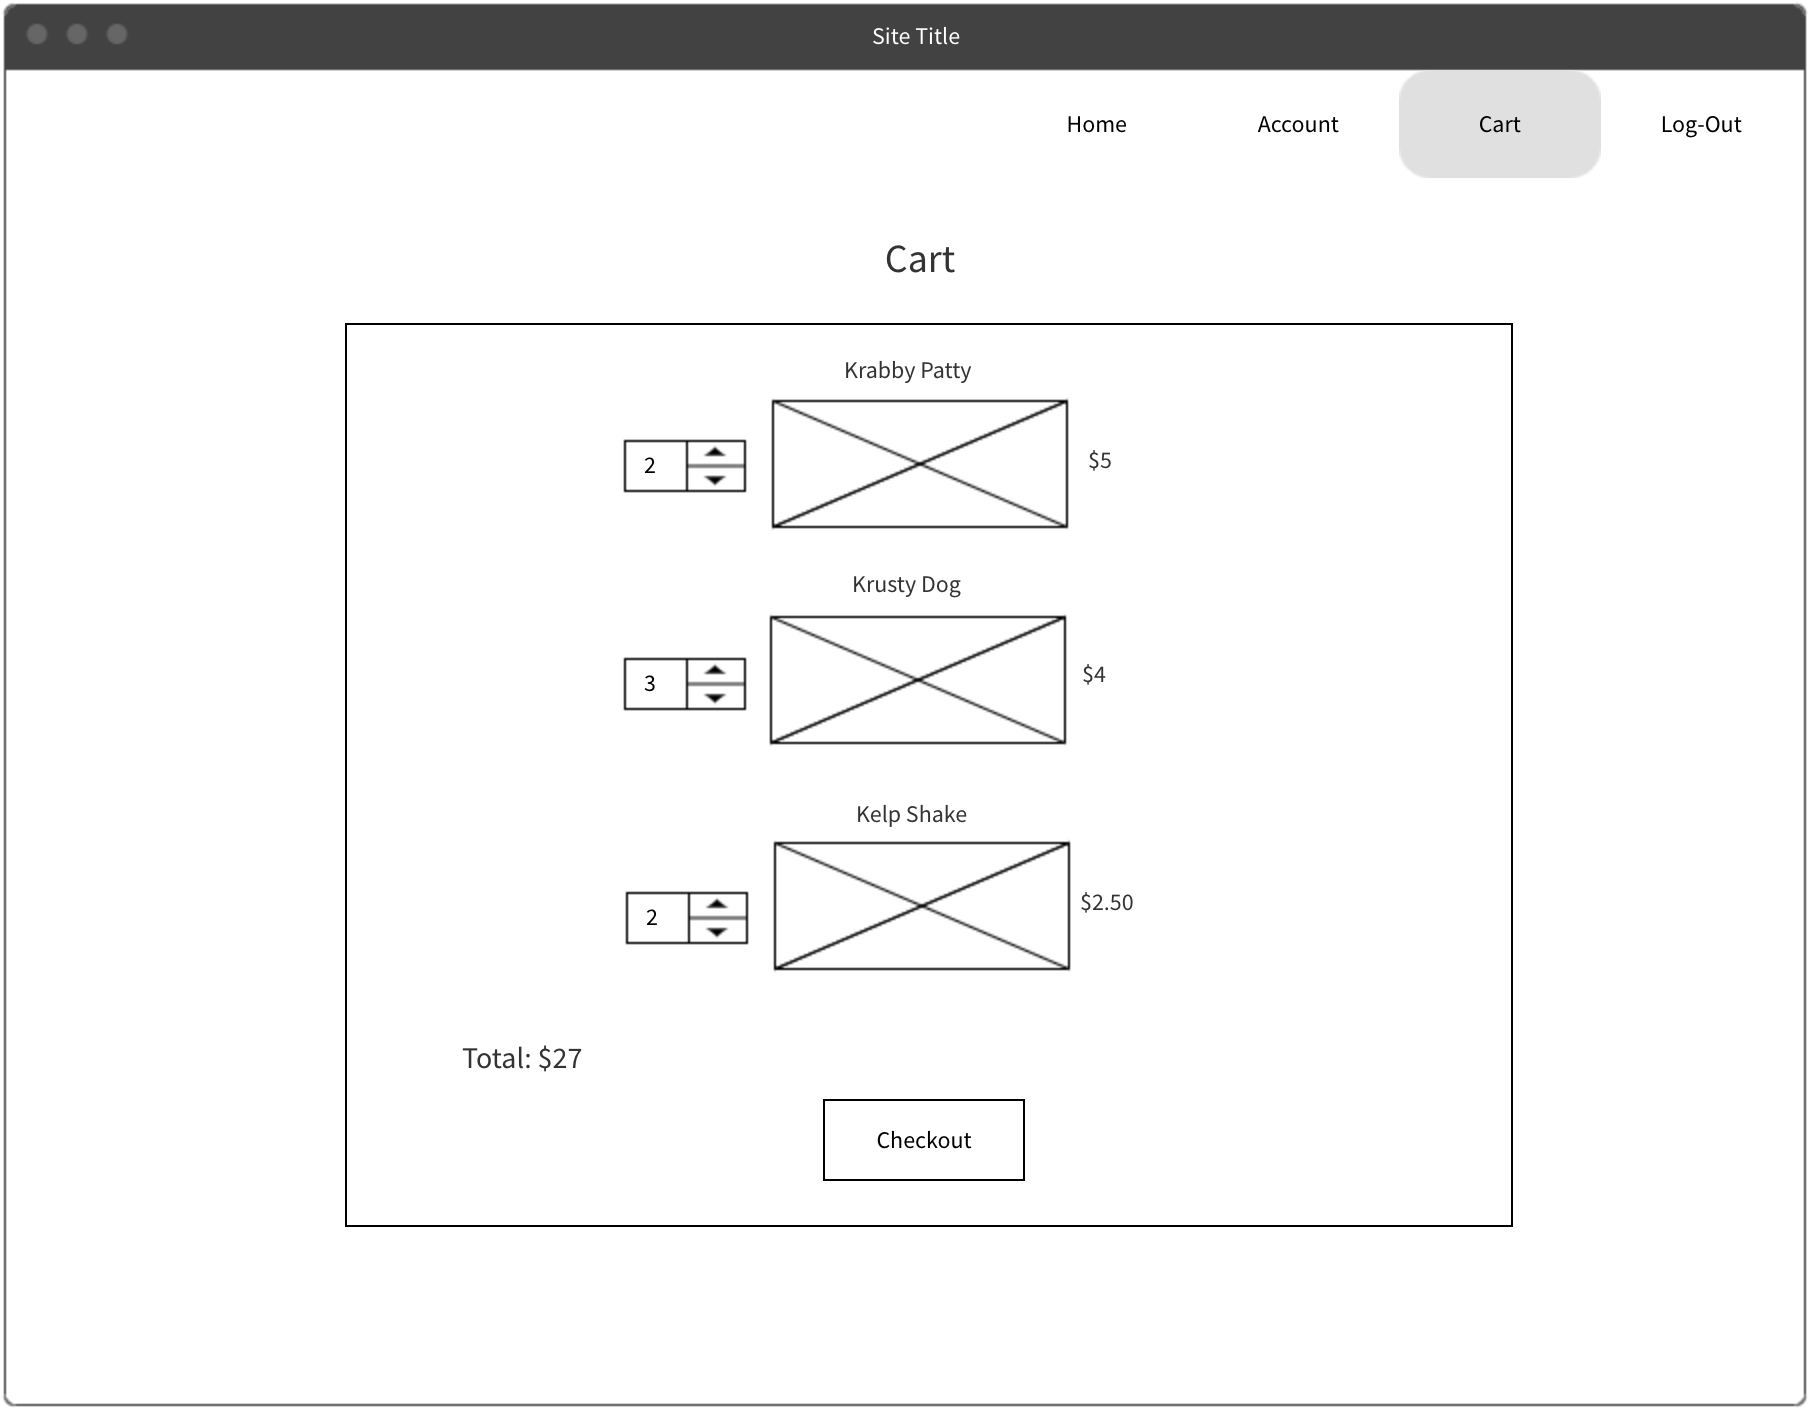 Site Title
Home Account Cart Log-Out
Cart
Krabby Patty
2 $5
Krusty Dog
3 $4
Kelp Shake
2 $2.50
Total: $27
Checkout